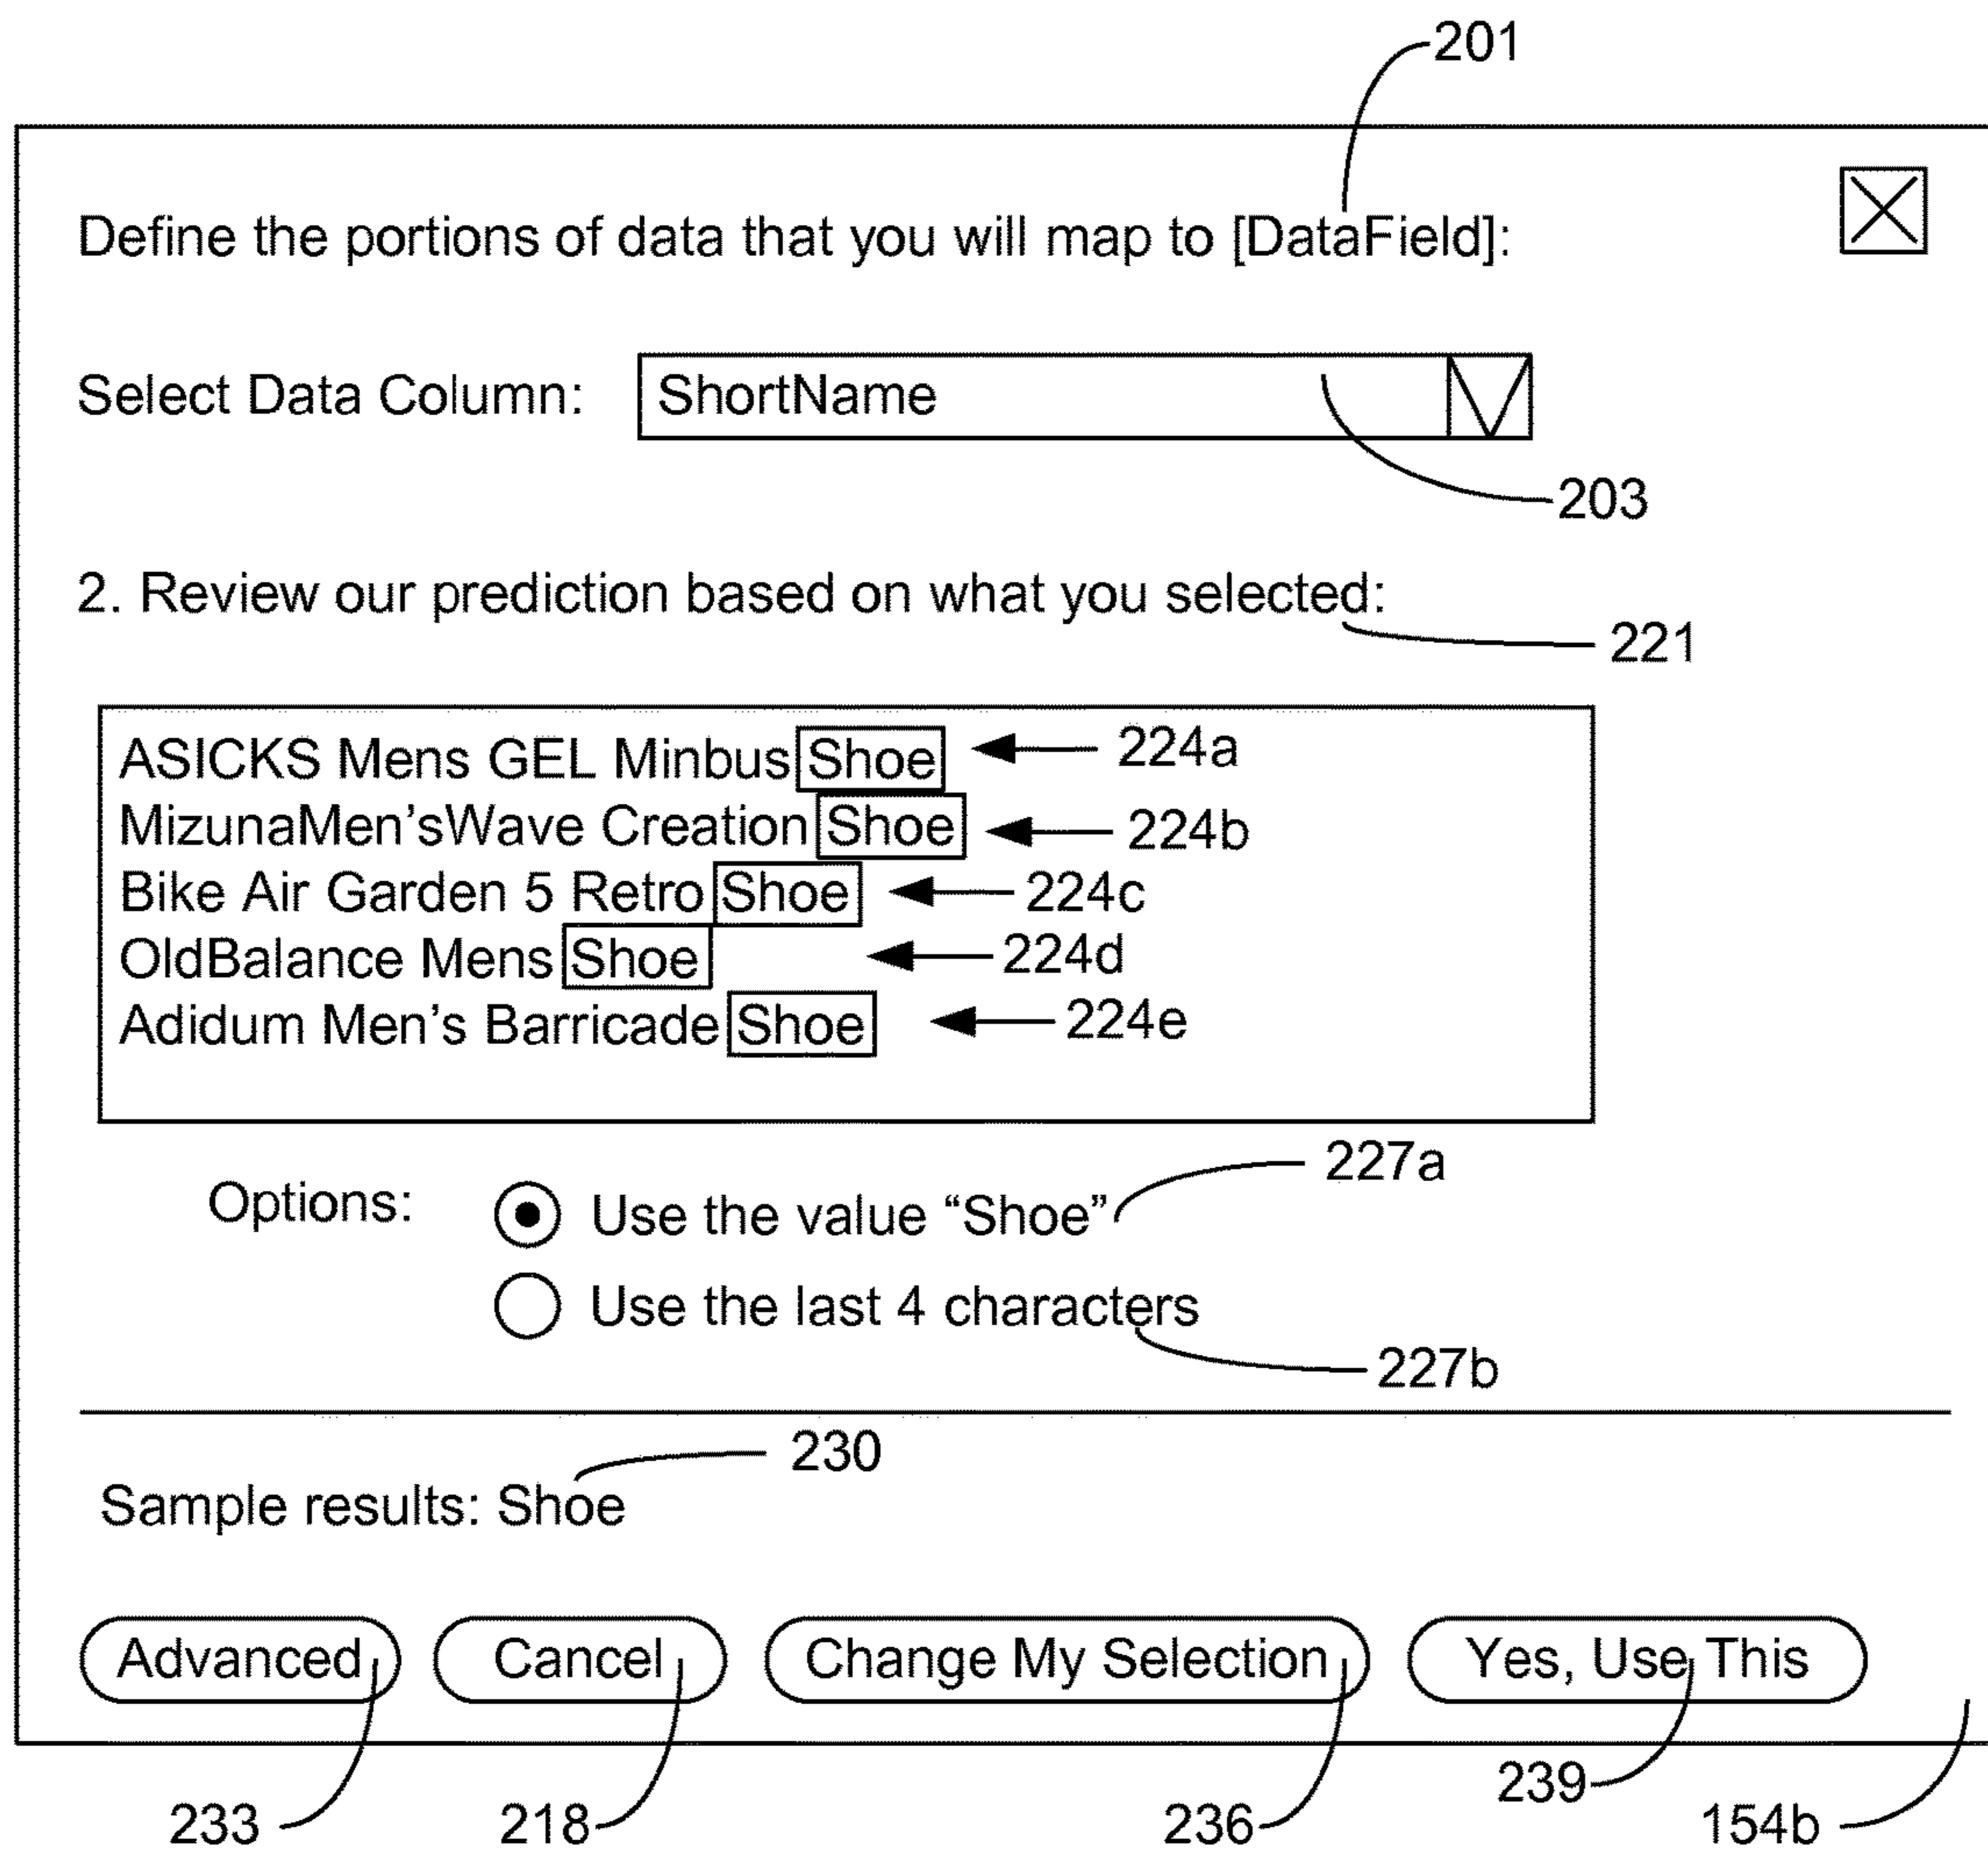 201
Define the portions of data that you will map to [DataField]:
Select Data Column: ShortName
203
2. Review our prediction based on what you selected:
221
ASICKS Mens GEL Minbus Shoe 224a
MizunaMen’sWave Creation Shoe 224b
Bike Air Garden 5 Retro Shoe 224c
OldBalance Mens Shoe 224d
Adidum Men’s Barricade Shoe 224e
227a
Options: Use the value “Shoe”
Use the last 4 characters
227b
230
Sample results: Shoe
Advanced Cancel Change My Selection Yes, Use This
239
233 218 236 154b